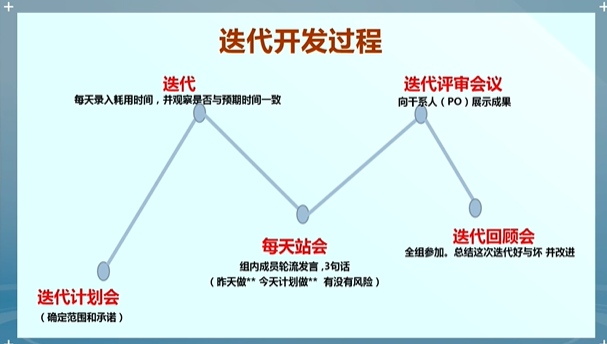 迭代开发过程
迭代
每天录入耗用时间，并观察是否与预期时间一致
迭代评审会议
向干系人（PO）展示成果
每天站会
组内成员轮流发言,3句话
（昨天做** 今天计划做** 有没有风险）
迭代回顾会
全组参加。总结这次迭代好与坏 并改进
迭代计划会
（确定范围和承诺）